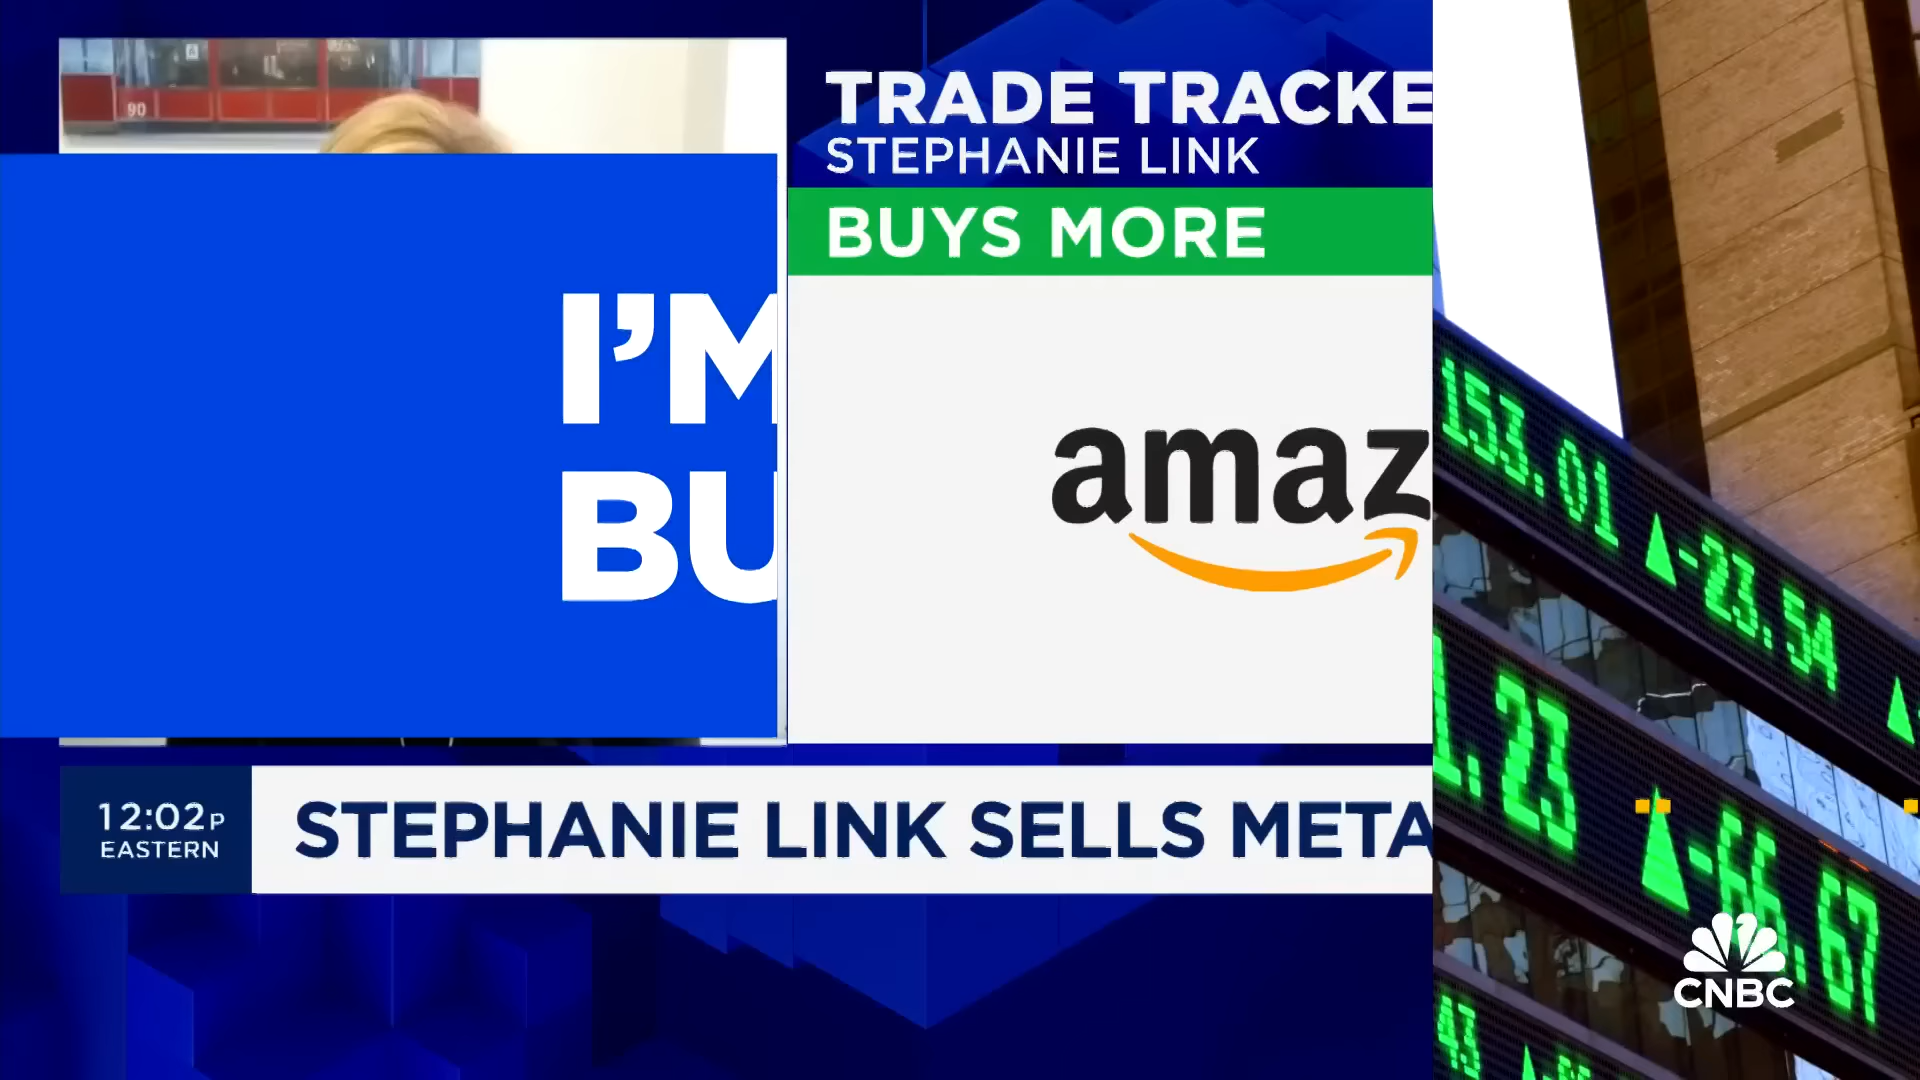 90
TRADE TRACKE
STEPHANIE LINK
BUYS MORE
I'M
BU
amaz
12:02P
EASTERN
STEPHANIE LINK SELLS META
153.01 ▲-23.54 ▲
1.23 ▲-66.67
43
CNBC